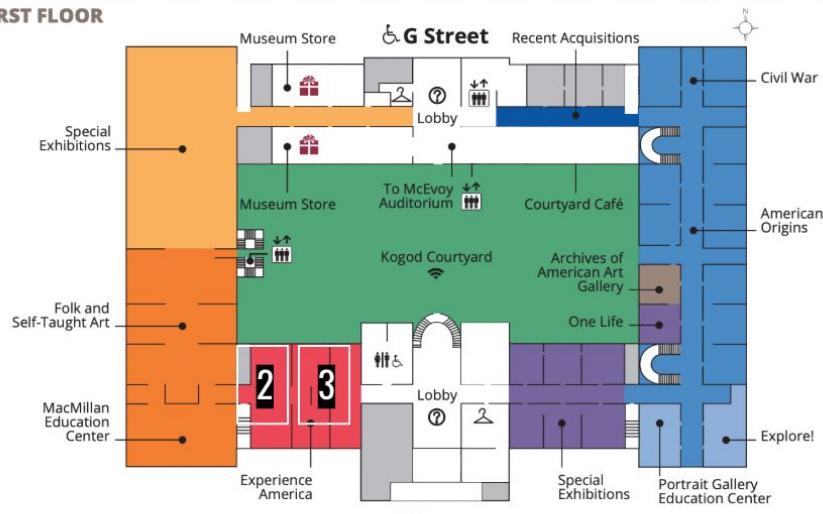 RST FLOOR
N
Museum Store
G Street
Recent Acquisitions
Civil War
Lobby
Special
Exhibitions
Museum Store
To McEvoy
Auditorium
Courtyard Café
American
Origins
Kogod Courtyard
Archives of
American Art
Gallery
One Life
Folk and
Self-Taught Art
2
3
Lobby
MacMillan
Education
Center
Explore!
Experience
America
Special
Exhibitions
Portrait Gallery
Education Center